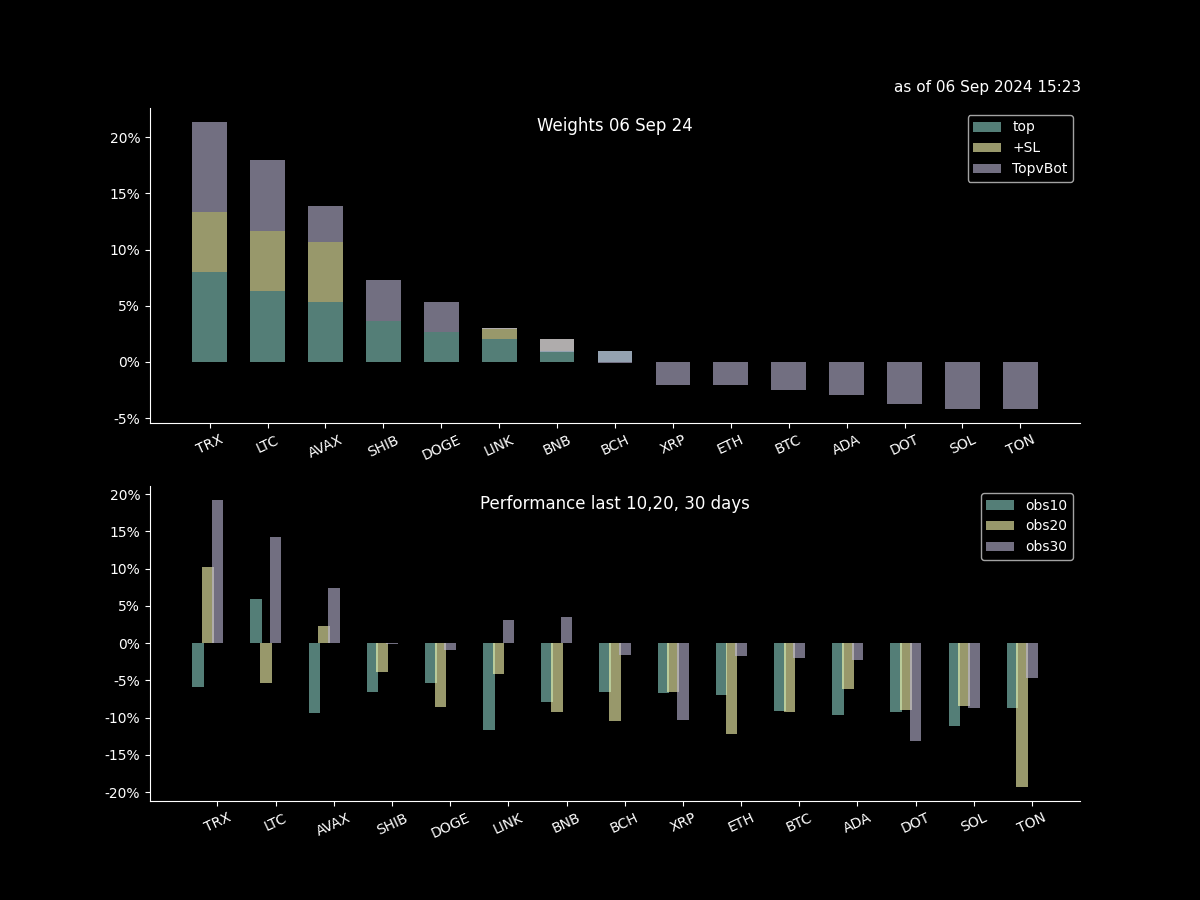 as of 06 Sep 2024 15:23
Weights 06 Sep 24
top
+SL
TopvBot
20%
15%
10%
5%
0%
-5%
TRX LTC AVAX SHIB DOGE LINK BNB BCH XRP ETH BTC ADA DOT SOL TON
Performance last 10,20, 30 days
obs10
obs20
obs30
20%
15%
10%
5%
0%
-5%
-10%
-15%
-20%
TRX LTC AVAX SHIB DOGE LINK BNB BCH XRP ETH BTC ADA DOT SOL TON